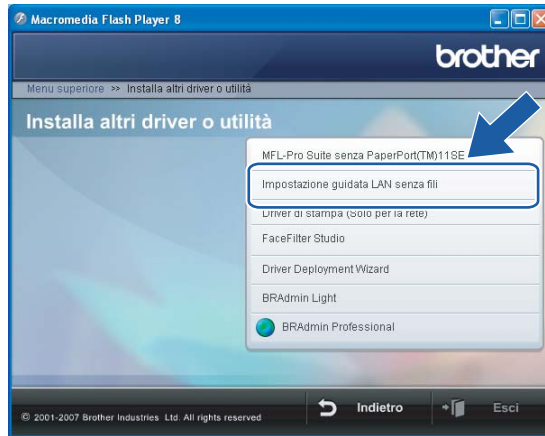 Macromedia Flash Player 8
brother
Menu superiore >> Installa altri driver o utilità
Installa altri driver o utilità
MFL-Pro Suite senza PaperPort(TM)11SE
Impostazione guidata LAN senza fili
Driver di stampa (Solo per la rete)
FaceFilter Studio
Driver Deployment Wizard
BRAdmin Light
BRAdmin Professional
© 2001-2007 Brother Industries Ltd. All rights reserved
Indietro
Esci